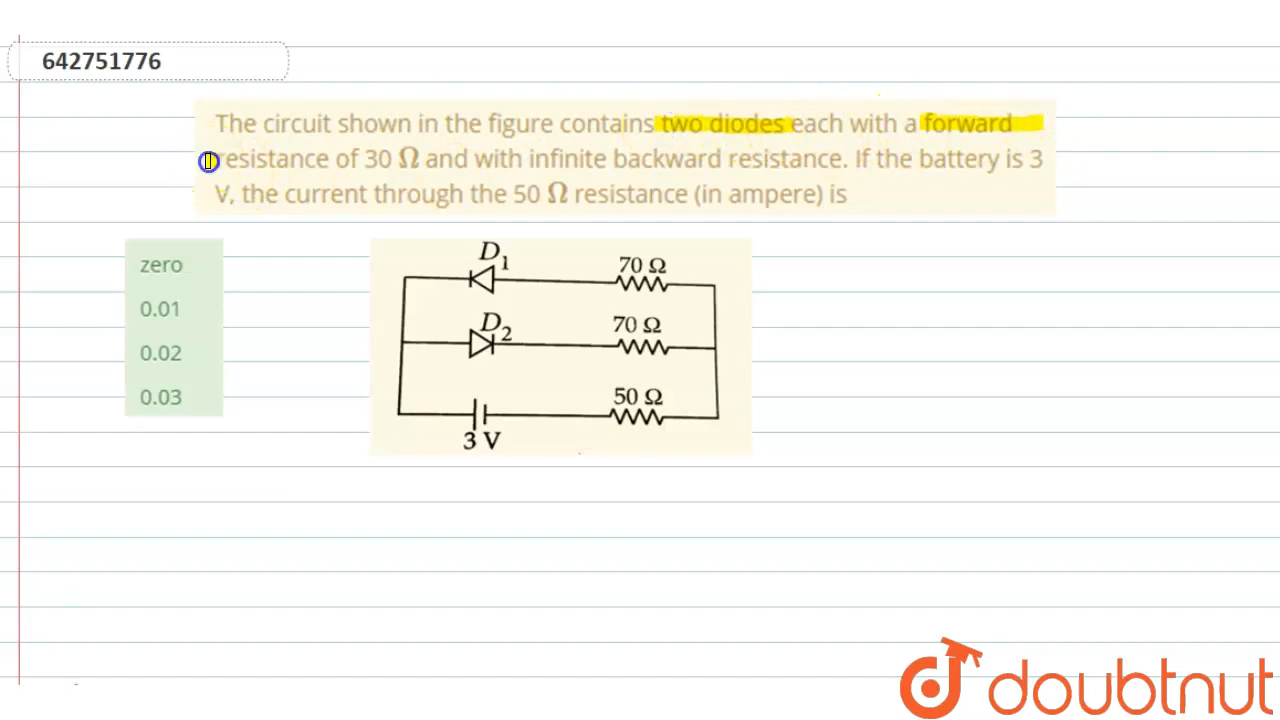 642751776
The circuit shown in the figure contains two diodes each with a forward
resistance of 30 Ω and with infinite backward resistance. If the battery is 3
V, the current through the 50 Ω resistance (in ampere) is
zero
0.01
0.02
0.03
D1
70 Ω
D2
70 Ω
50 Ω
3 V
doubtnut